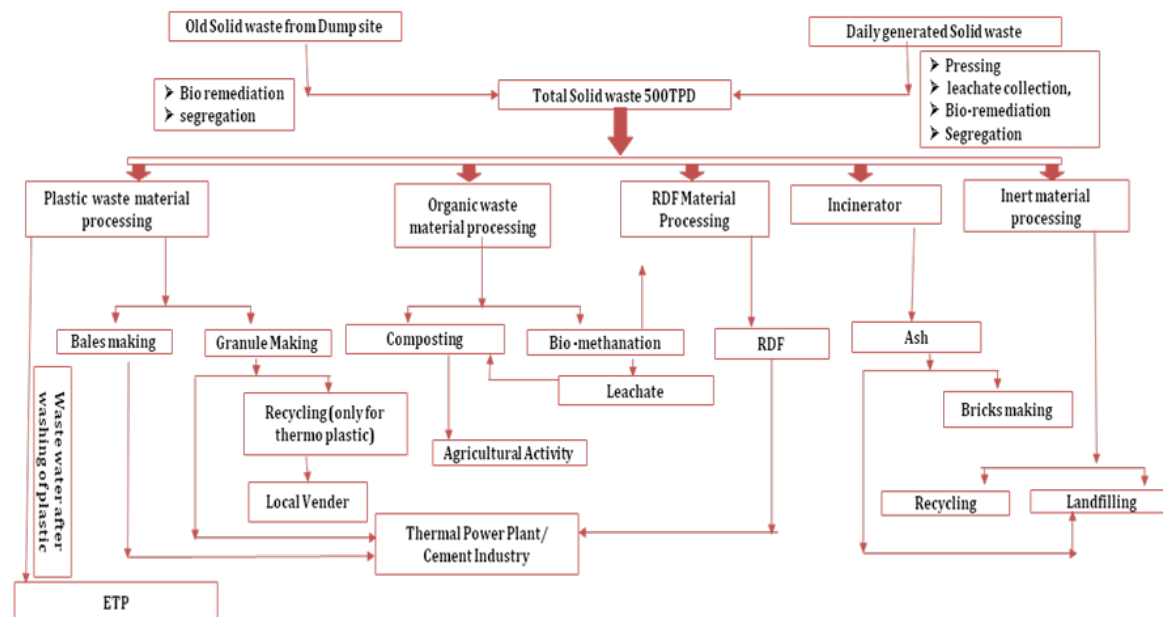 Old Solid waste from Dump site
Daily generated Solid waste
➢ Bio remediation
➢ segregation
Total Solid waste 500TPD
➢ Pressing
➢ leachate collection,
➢ Bio-remediation
➢ Segregation
Plastic waste material
processing
Organic waste
material processing
RDF Material
Processing
Incinerator
Inert material
processing
Bales making
Granule Making
Composting
Bio-methanation
RDF
Ash
Leachate
Bricks making
Waste water after
washing of plastic
Recycling (only for
thermo plastic)
Agricultural Activity
Local Vender
Recycling
Landfilling
Thermal Power Plant/
Cement Industry
ETP